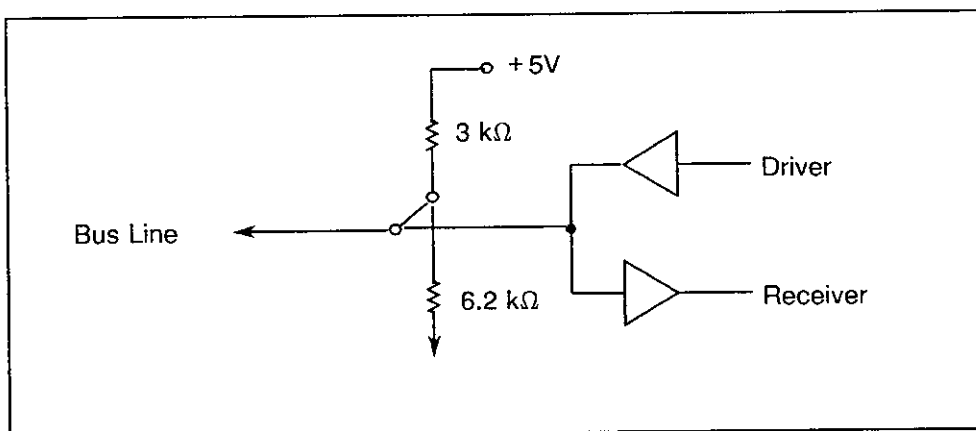 +5V
3 kΩ
Driver
Bus Line
6.2 kΩ
Receiver